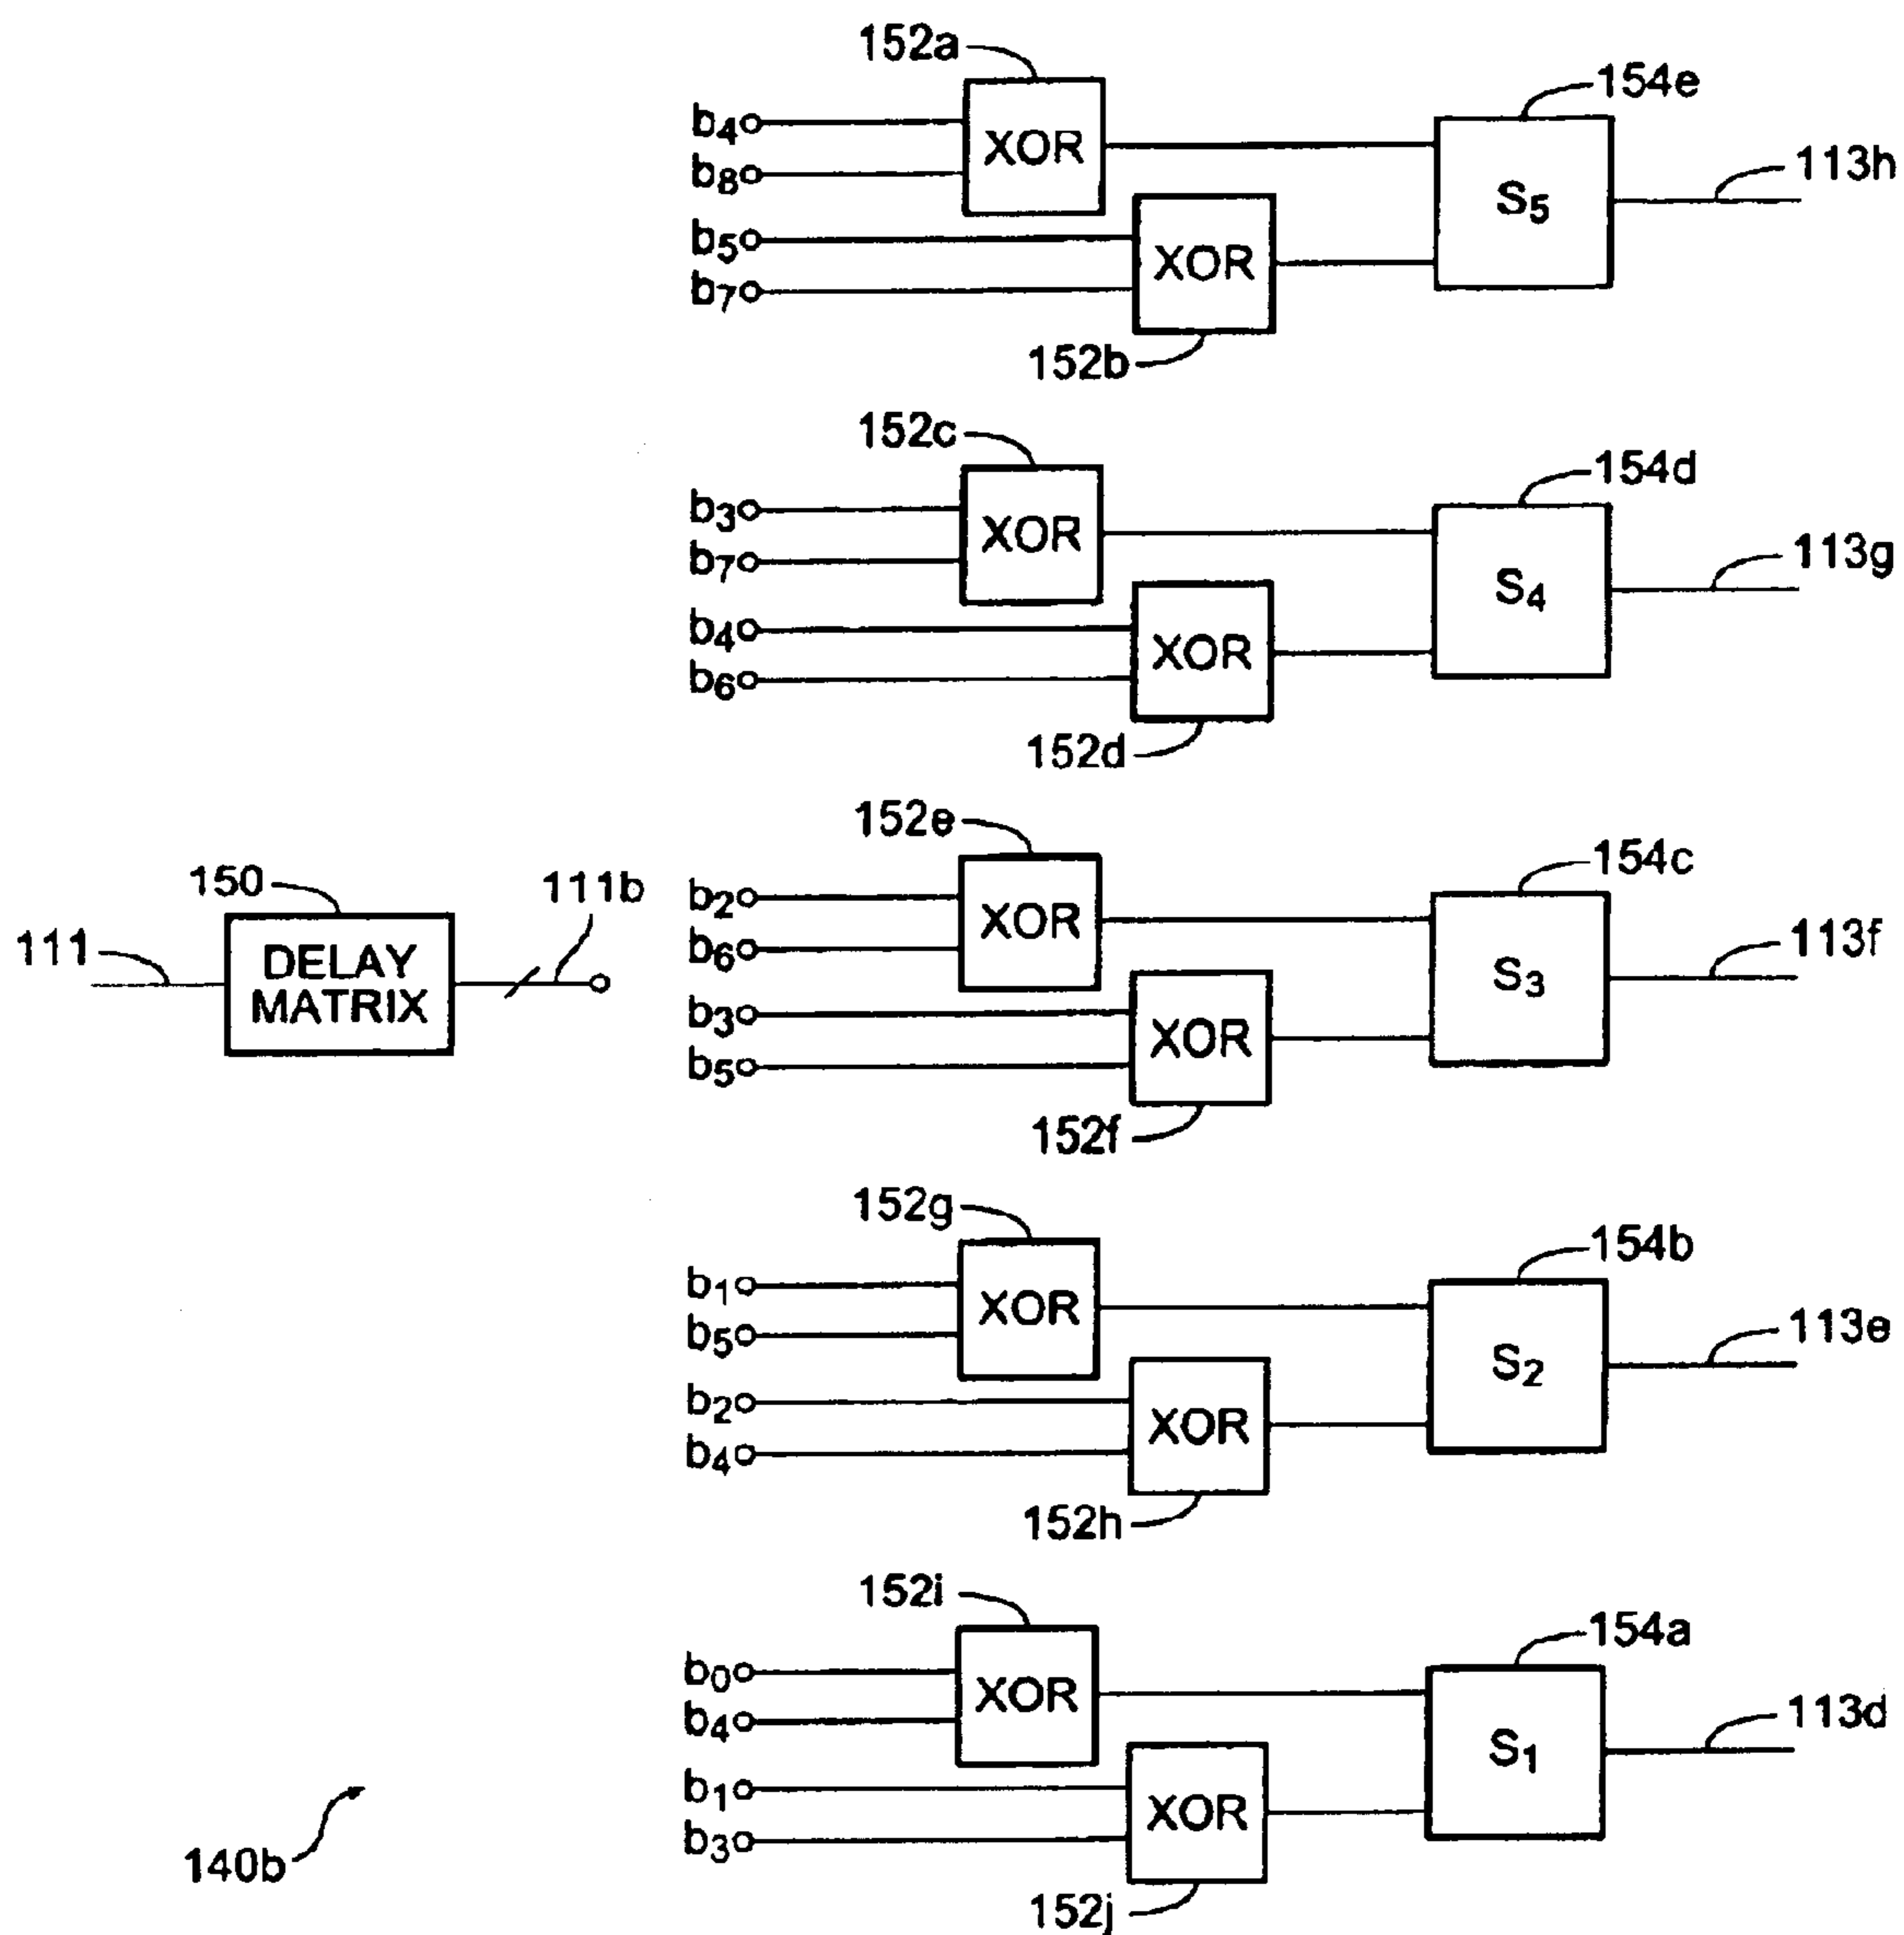 152a
154e
b4
XOR
113h
b8
S5
b5
XOR
b7
152b
152c
154d
b3
XOR
113g
b7
S4
b4
XOR
b6
152d
152e
154c
150
111b
b2
XOR
113f
b6
111
DELAY
MATRIX
S3
b3
XOR
b5
152f
152g
154b
b1
XOR
113e
b5
S2
b2
XOR
b4
152h
152i
154a
b0
XOR
113d
b4
S1
b1
XOR
b3
140b
152j